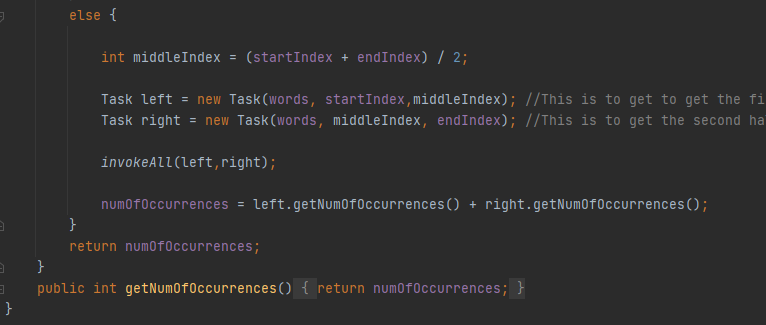 else {
int middleIndex = (startIndex + endIndex) / 2;
Task left = new Task(words, startIndex,middleIndex); //This is to get to get the fi
Task right = new Task(words, middleIndex, endIndex); //This is to get the second ha
invokeAll(left,right);
numOfOccurrences = left.getNumOfOccurrences() + right.getNumOfOccurrences();
}
return numOfOccurrences;
}
public int getNumOfOccurrences() { return numOfOccurrences; }
}